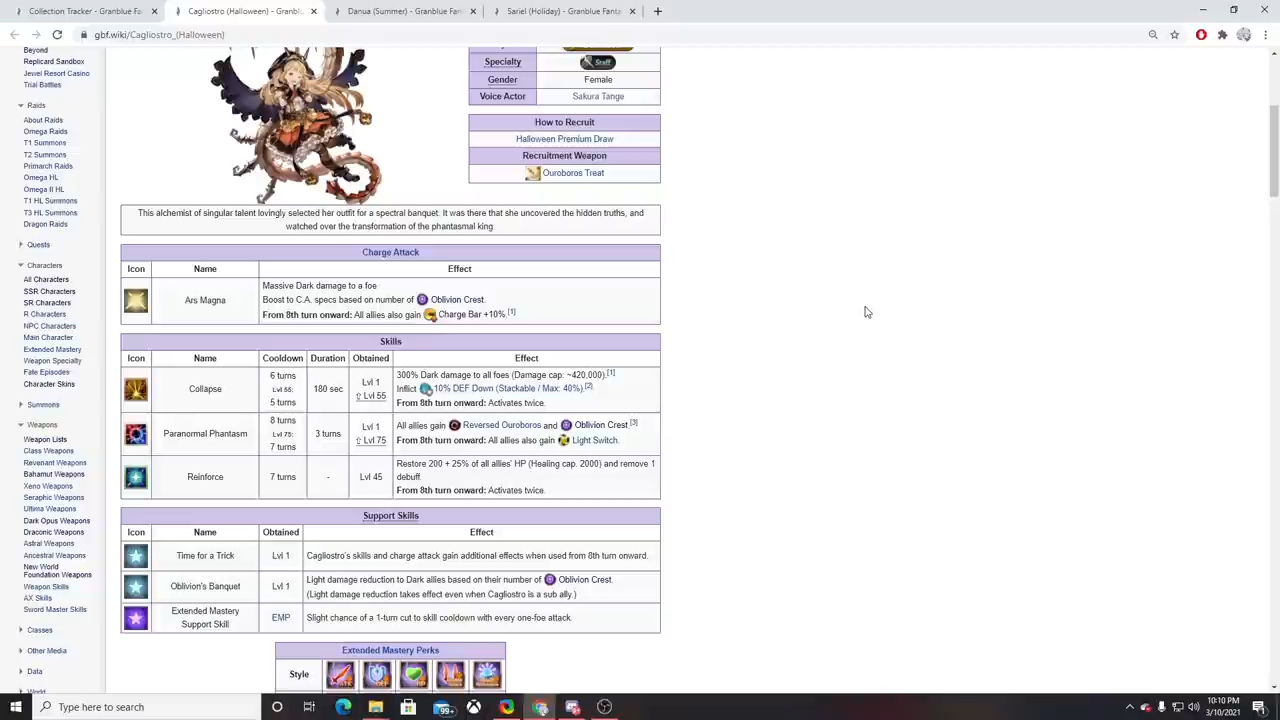 Collection Tracker - Granblue Fa
Cagliostro (Halloween) - Granblu
Danua (Summer) - Granblue Fan
Sariel (Holiday) - Granblue Fanta
gbf.wiki/Cagliostro_(Halloween)
Beyond
Replicard Sandbox
Jewel Resort Casino
Trial Battles
Raids
About Raids
Omega Raids
T1 Summons
T2 Summons
Primarch Raids
Omega HL
Omega II HL
T1 HL Summons
T3 HL Summons
Dragon Raids
Quests
Characters
All Characters
SSR Characters
SR Characters
R Characters
NPC Characters
Main Character
Extended Mastery
Weapon Specialty
Fate Episodes
Character Skins
Summons
Weapons
Weapon Lists
Class Weapons
Revenant Weapons
Bahamut Weapons
Xeno Weapons
Seraphic Weapons
Ultima Weapons
Dark Opus Weapons
Draconic Weapons
Astral Weapons
Ancestral Weapons
New World
Foundation Weapons
Weapon Skills
AX Skills
Sword Master Skills
Classes
Other Media
Data
World
Specialty Staff
Gender Female
Voice Actor Sakura Tange
How to Recruit
Halloween Premium Draw
Recruitment Weapon
Ouroboros Treat
This alchemist of singular talent lovingly selected her outfit for a spectral banquet. It was there that she uncovered the hidden truths, and
watched over the transformation of the phantasmal king.
Charge Attack
Icon Name Effect
Ars Magna
Massive Dark damage to a foe
Boost to C.A. specs based on number of Oblivion Crest.
From 8th turn onward: All allies also gain Charge Bar +10%.[1]
Skills
Icon Name Cooldown Duration Obtained Effect
Collapse
6 turns
Lvl 55:
5 turns
180 sec
Lvl 1
⇧Lvl 55
300% Dark damage to all foes (Damage cap: ~420,000).[1]
Inflict 10% DEF Down (Stackable / Max: 40%).[2]
From 8th turn onward: Activates twice.
Paranormal Phantasm
8 turns
Lvl 75:
7 turns
3 turns
Lvl 1
⇧Lvl 75
All allies gain Reversed Ouroboros and Oblivion Crest.[3]
From 8th turn onward: All allies also gain Light Switch.
Reinforce
7 turns
-
Lvl 45
Restore 200 + 25% of all allies' HP (Healing cap: 2000) and remove 1
debuff.
From 8th turn onward: Activates twice.
Support Skills
Icon Name Obtained Effect
Time for a Trick Lvl 1 Cagliostro's skills and charge attack gain additional effects when used from 8th turn onward.
Oblivion's Banquet Lvl 1
Light damage reduction to Dark allies based on their number of Oblivion Crest.
(Light damage reduction takes effect even when Cagliostro is a sub ally.)
Extended Mastery
Support Skill
EMP Slight chance of a 1-turn cut to skill cooldown with every one-foe attack.
Extended Mastery Perks
Style
Type here to search
99+
10:10 PM
3/10/2021